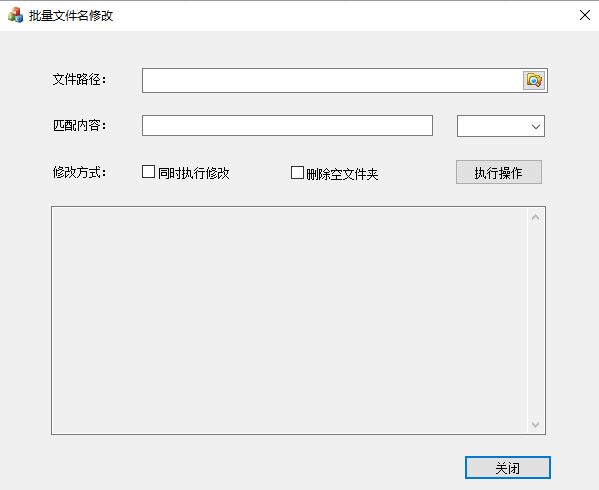 批量文件名修改
文件路径：
匹配内容：
修改方式： 同时执行修改 删除空文件夹 执行操作
关闭